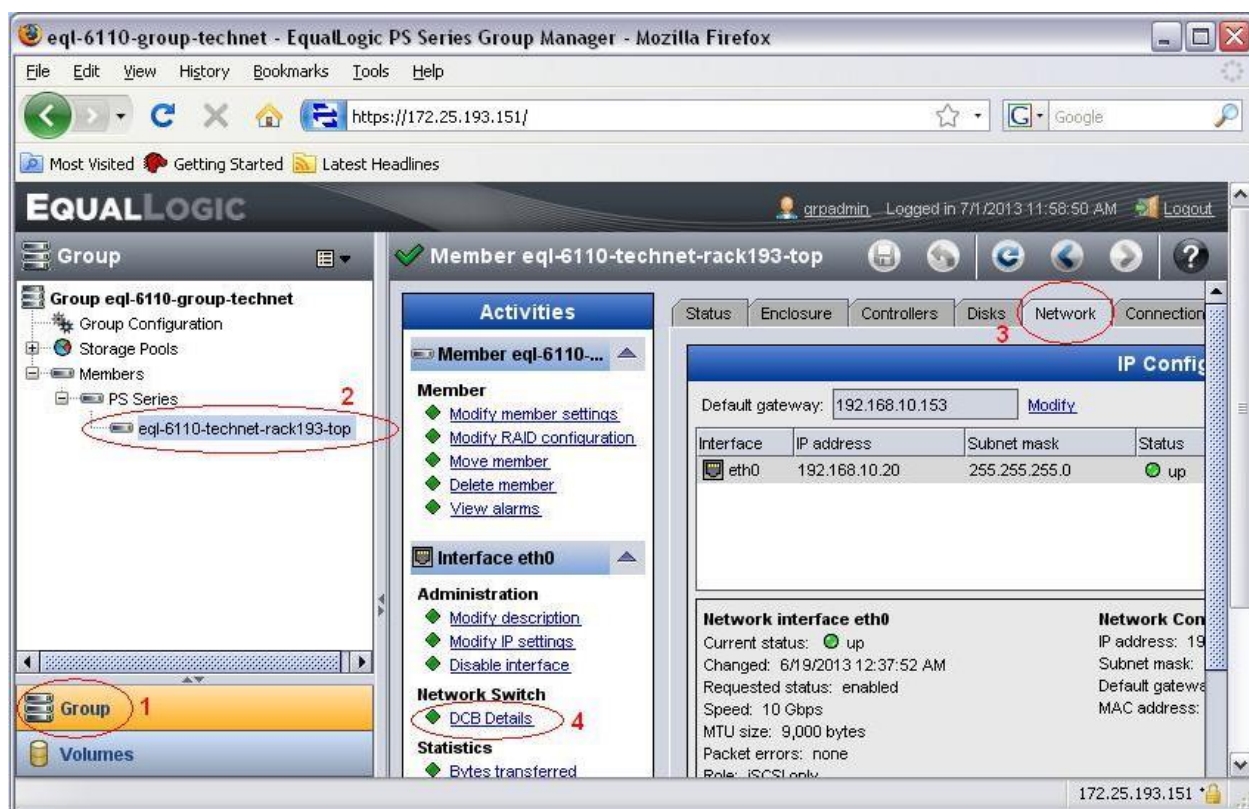 eql-6110-group-technet - EqualLogic PS Series Group Manager - Mozilla Firefox
File Edit View History Bookmarks Tools Help
https://172.25.193.151/
G Google
Most Visited Getting Started Latest Headlines
EQUALLOGIC
grpadmin Logged in 7/1/2013 11:58:50 AM Logout
Group
Member eql-6110-technet-rack193-top
?
Group eql-6110-group-technet
Group Configuration
Storage Pools
Members
PS Series
2
eql-6110-technet-rack193-top
Group 1
Volumes
Activities
Member eql-6110-...
Member
Modify member settings
Modify RAID configuration
Move member
Delete member
View alarms
Interface eth0
Administration
Modify description
Modify IP settings
Disable interface
Network Switch
DCB Details 4
Statistics
Bytes transferred
Status Enclosure Controllers Disks Network Connection
3
IP Config
Default gateway: 192.168.10.153 Modify
Interface IP address Subnet mask Status
eth0 192.168.10.20 255.255.255.0 up
Network interface eth0
Current status: up
Changed: 6/19/2013 12:37:52 AM
Requested status: enabled
Speed: 10 Gbps
MTU size: 9,000 bytes
Packet errors: none
Role: iSCSI only
Network Con
IP address: 19
Subnet mask:
Default gatewa
MAC address:
172.25.193.151